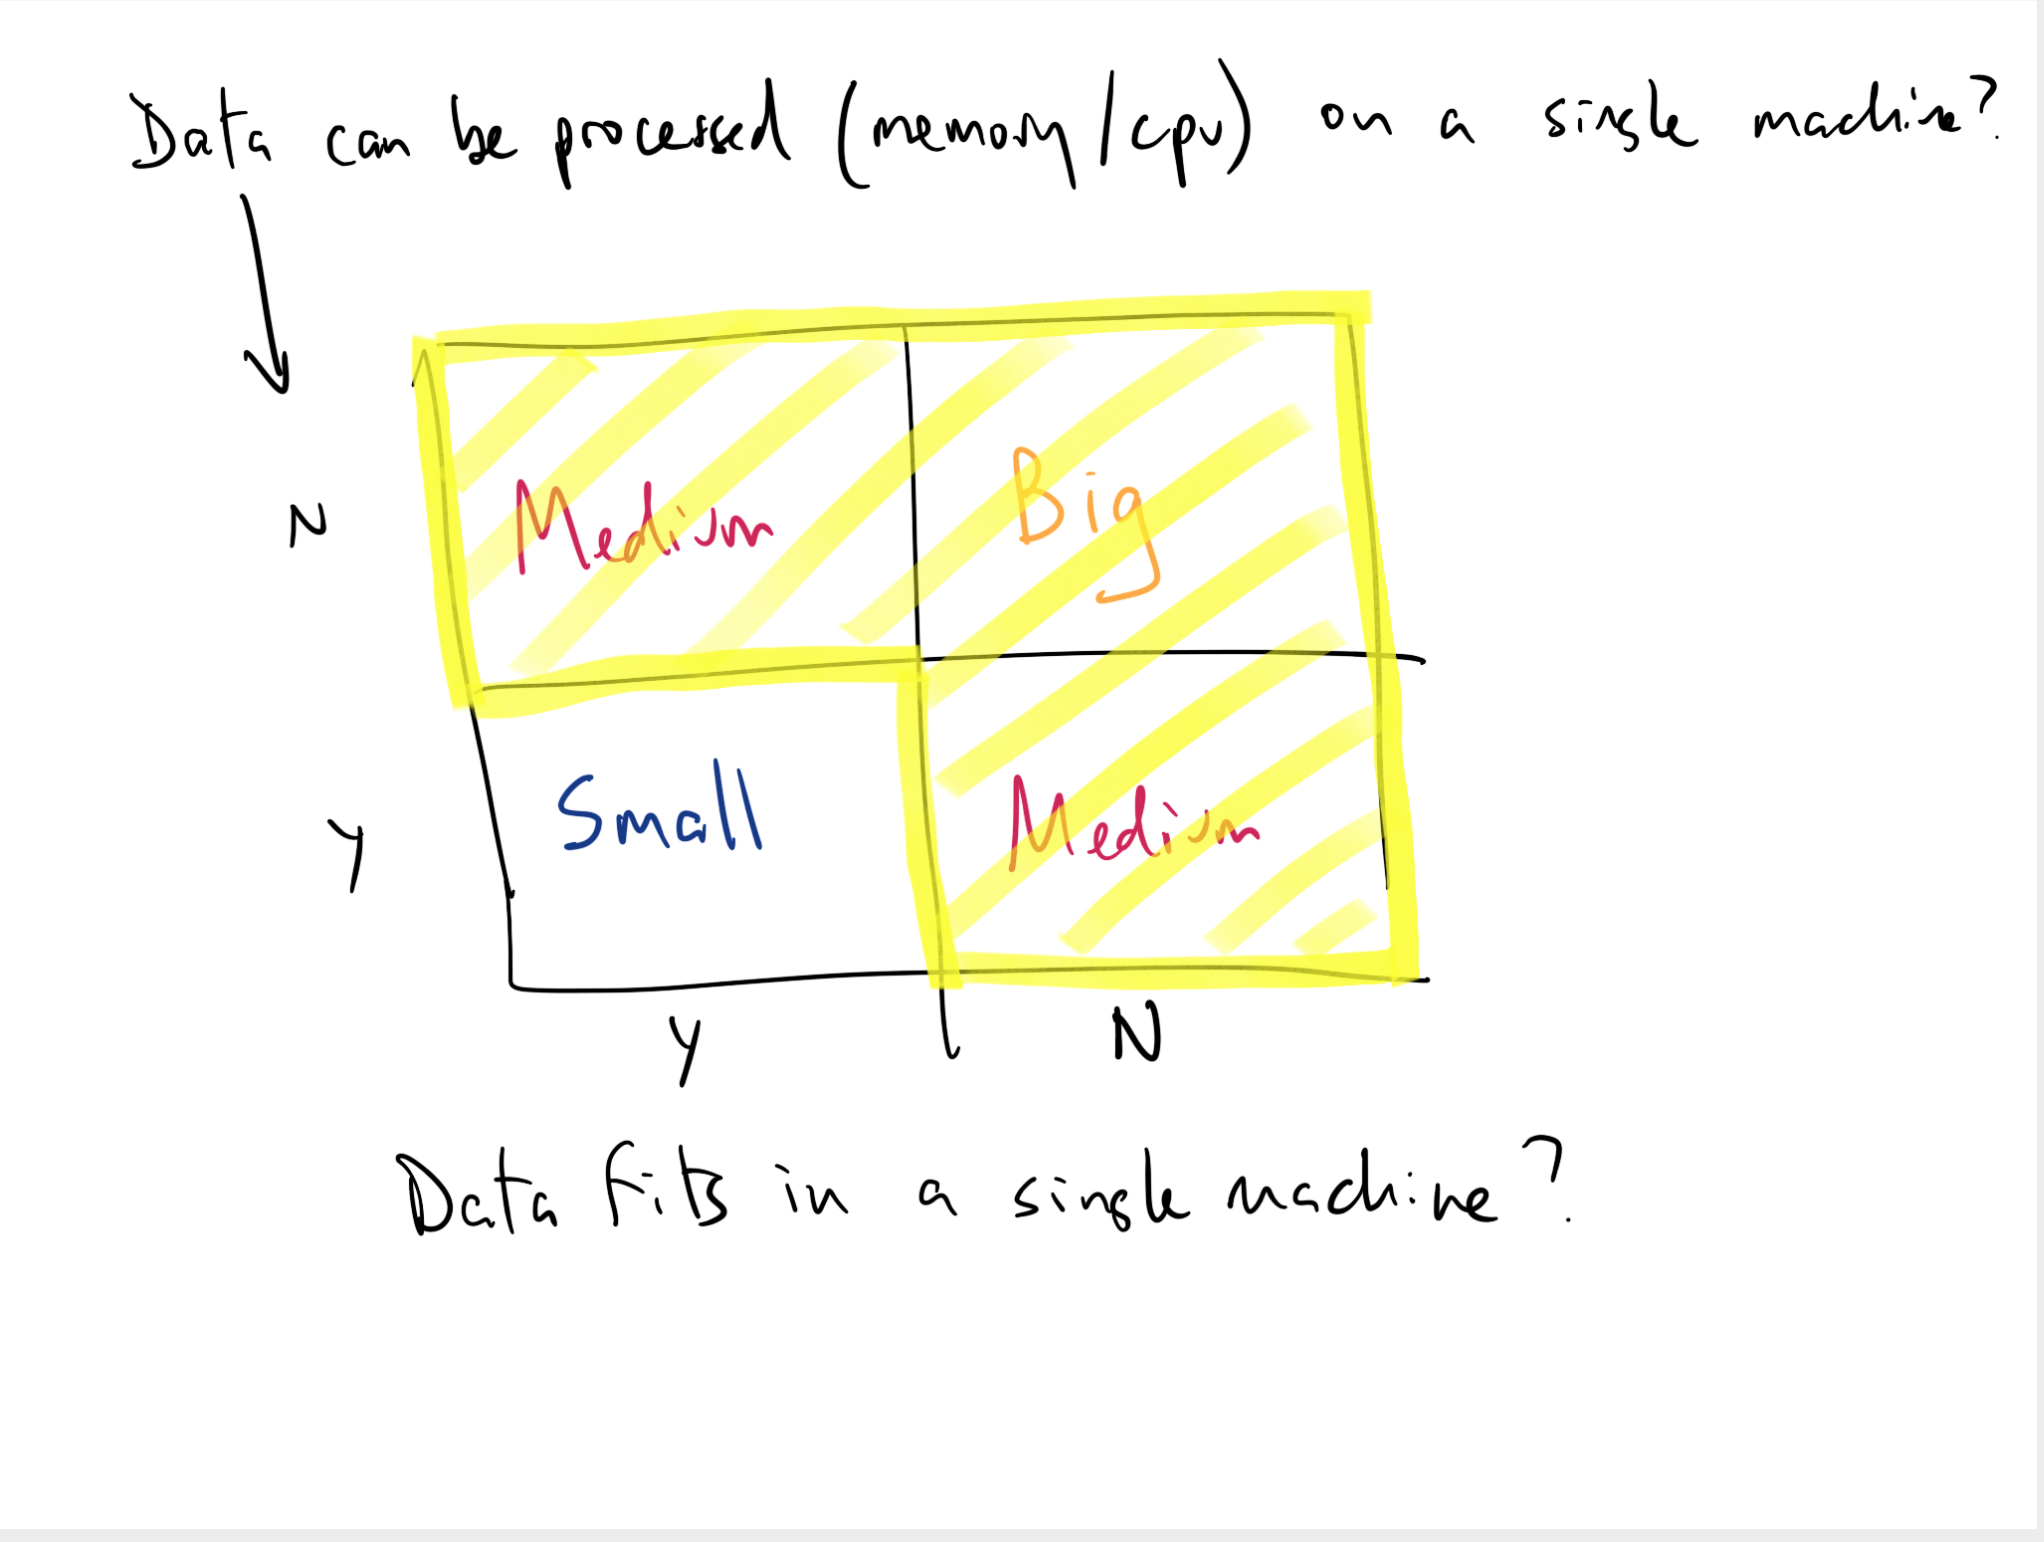 Data can be processed (memory/cpu) on a single machine?
N Medium Big
Y Small Medium
Y N
Data fits in a single machine?